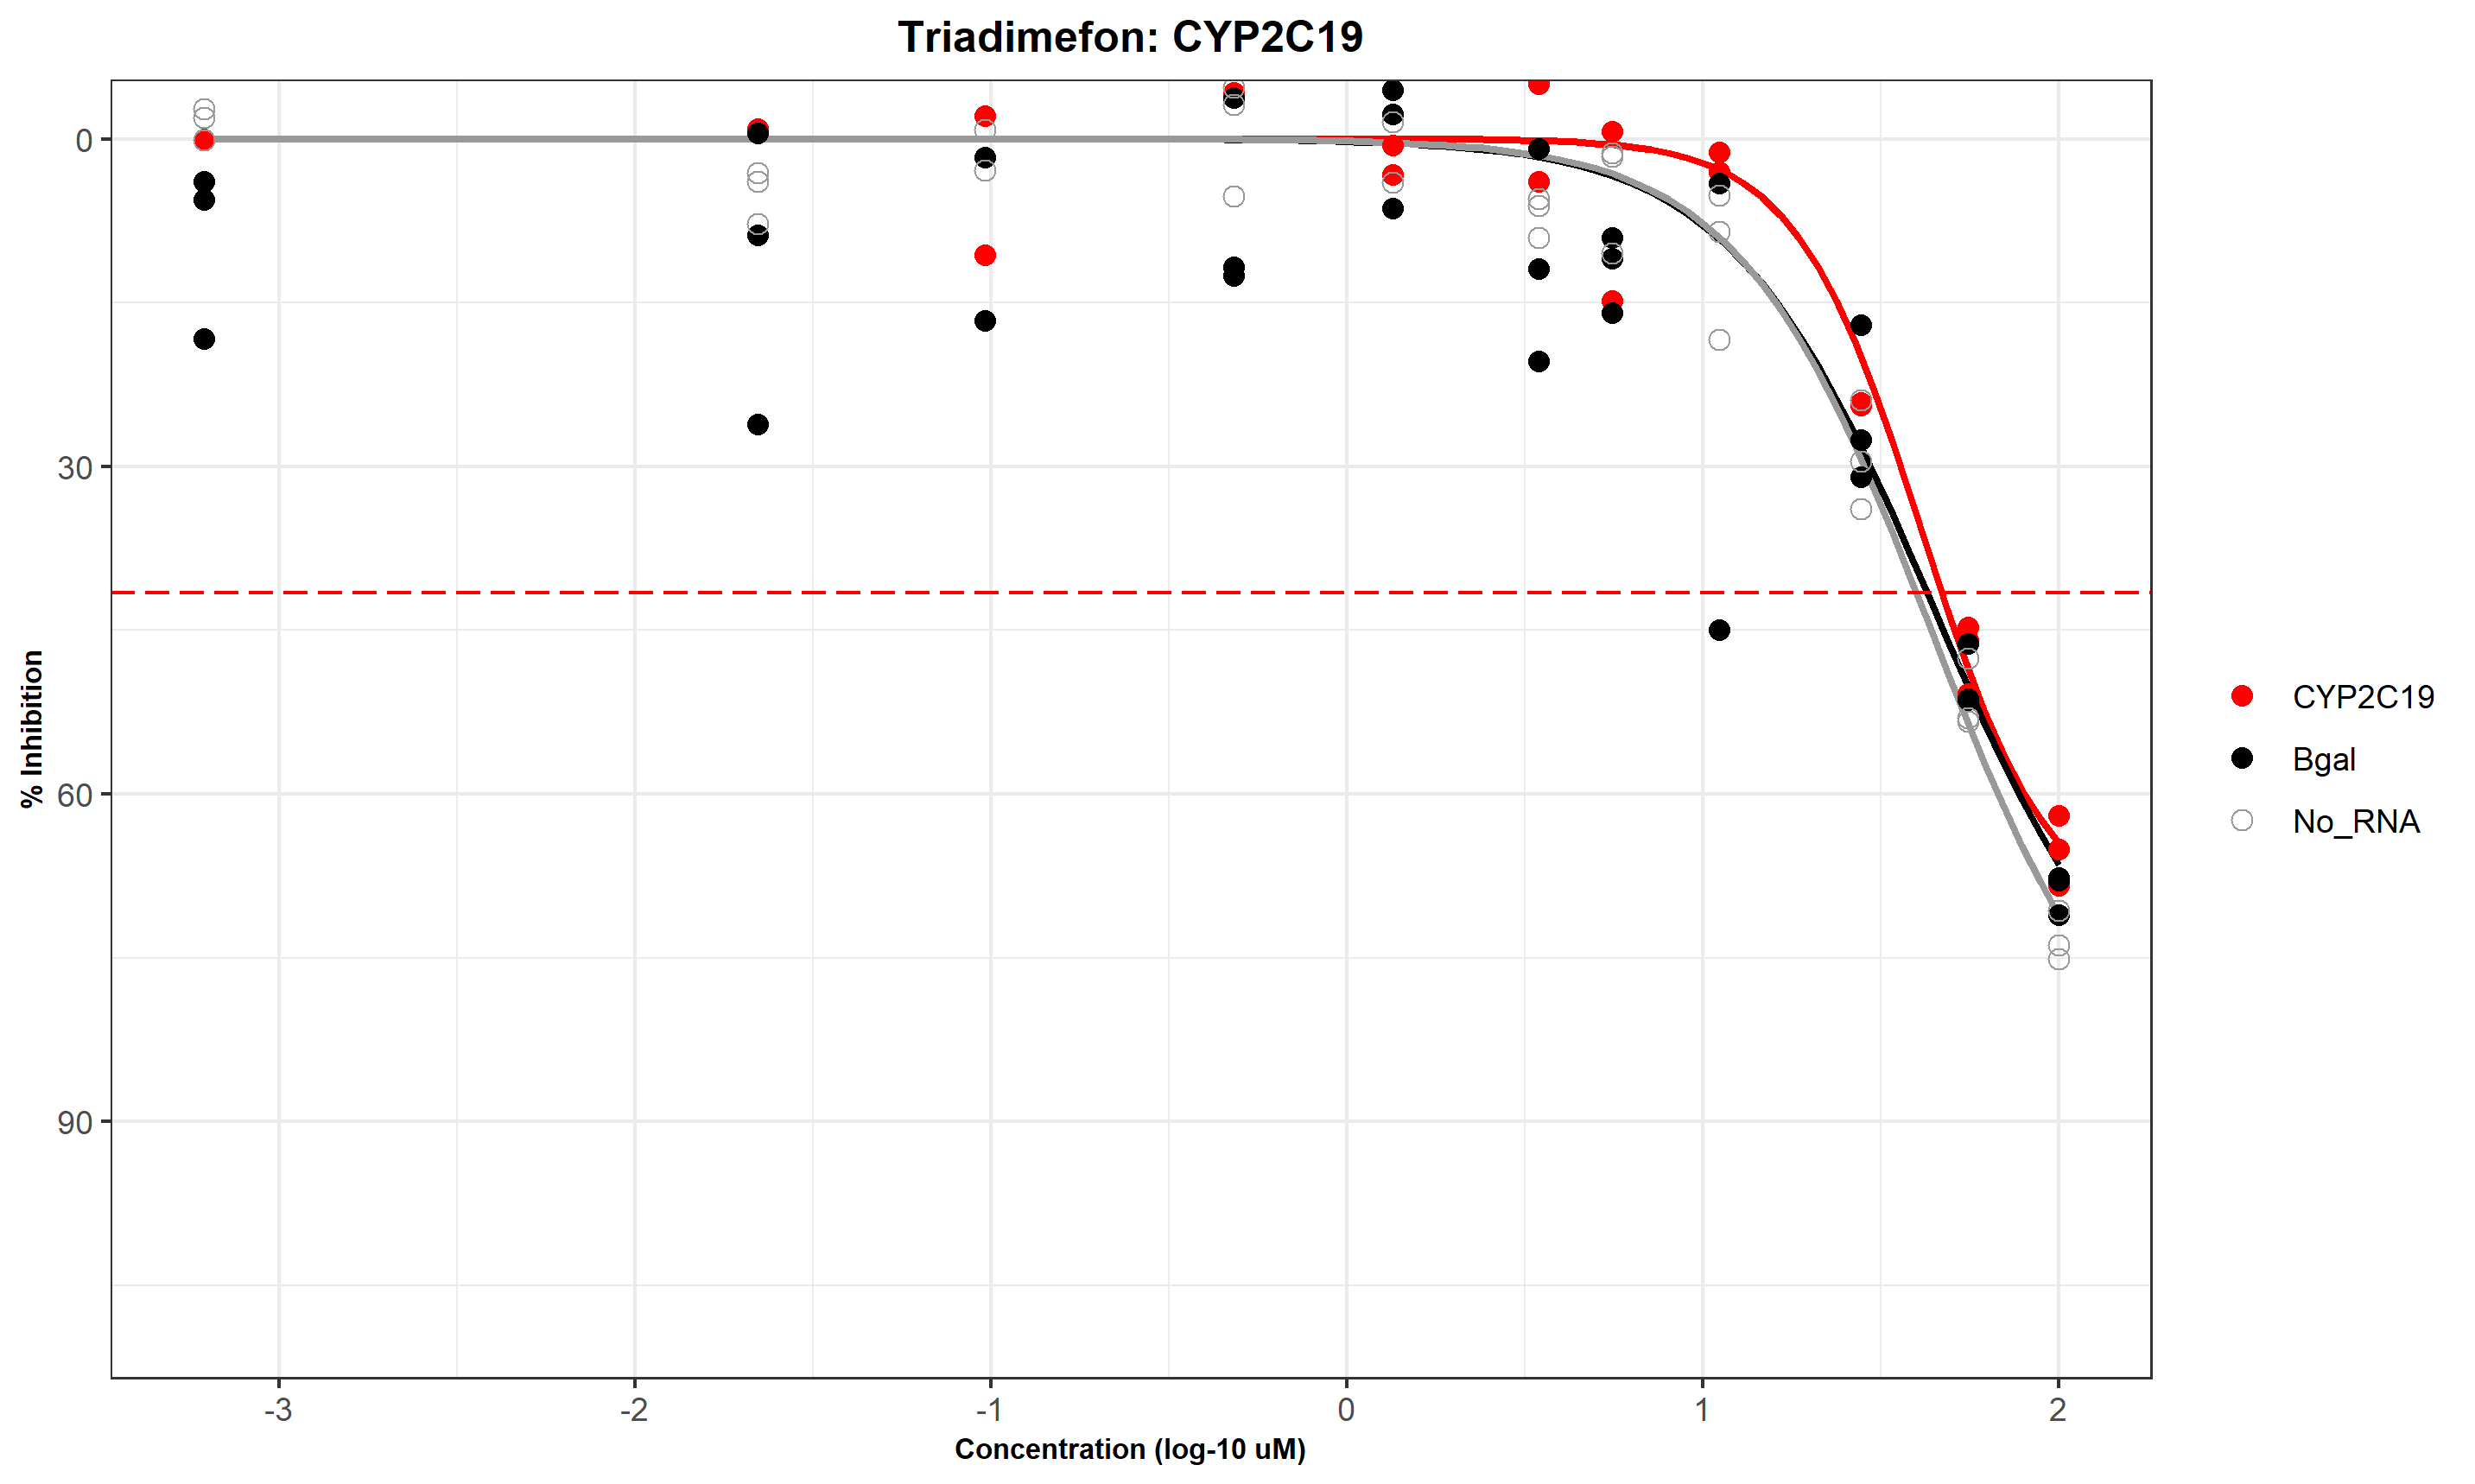 Triadimefon: CYP2C19
% Inhibition
0
30
60
90
-3
-2
-1
0
1
2
Concentration (log-10 uM)
CYP2C19
Bgal
No_RNA